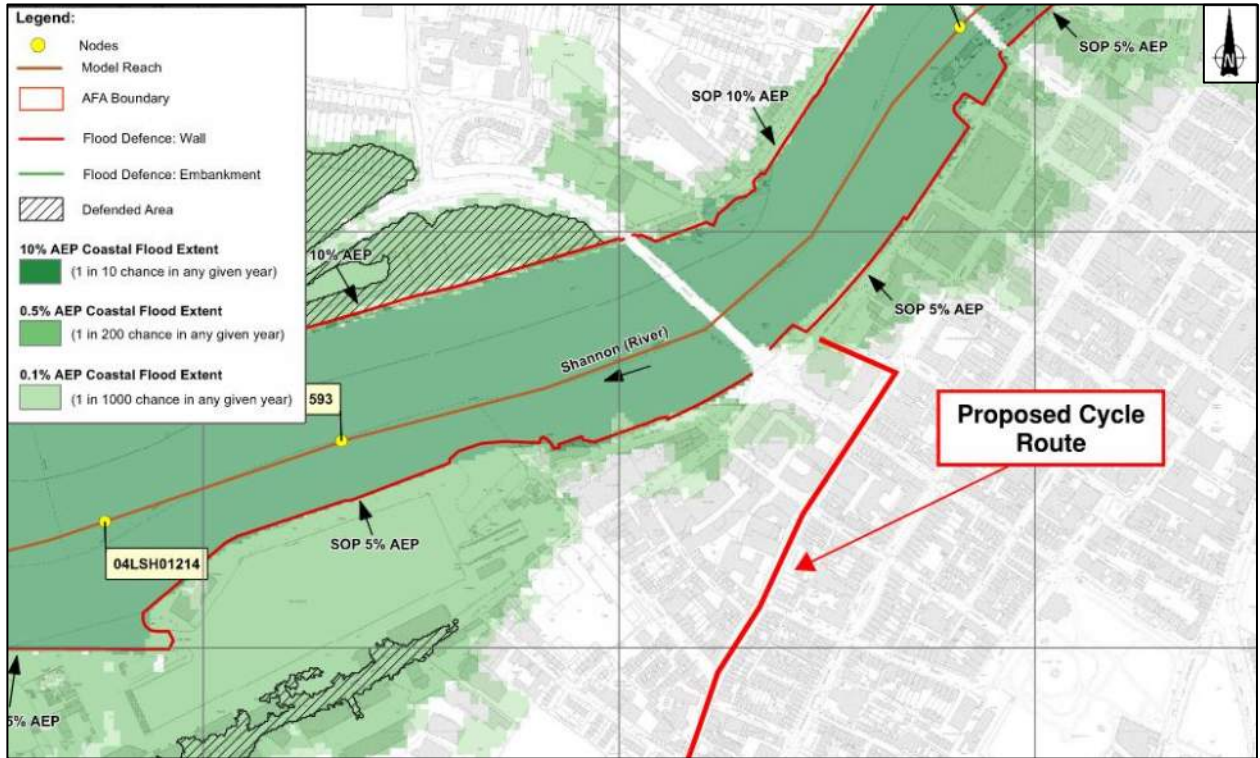 Legend:
Nodes
Model Reach
AFA Boundary
Flood Defence: Wall
Flood Defence: Embankment
Defended Area
10% AEP Coastal Flood Extent
(1 in 10 chance in any given year)
0.5% AEP Coastal Flood Extent
(1 in 200 chance in any given year)
0.1% AEP Coastal Flood Extent
(1 in 1000 chance in any given year)
SOP 5% AEP
N
SOP 10% AEP
10% AEP
SOP 5% AEP
Shannon (River)
593
Proposed Cycle
Route
SOP 5% AEP
04LSH01214
5% AEP